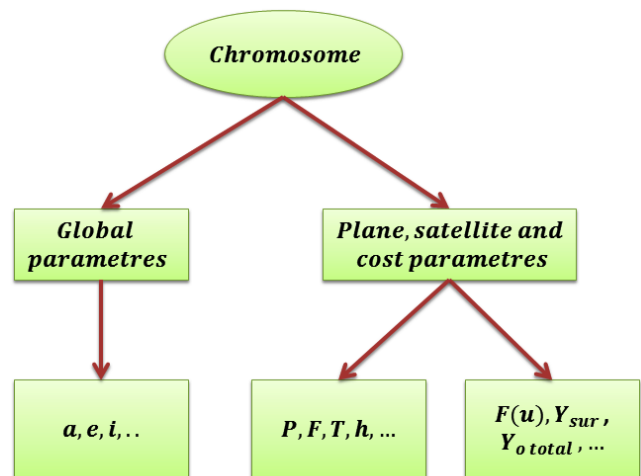 Chromosome
Global
parametres
Plane, satellite and
cost parametres
a, e, i, . .
P, F, T, h, ...
F(u), Y_sur ,
Y_o total , ...